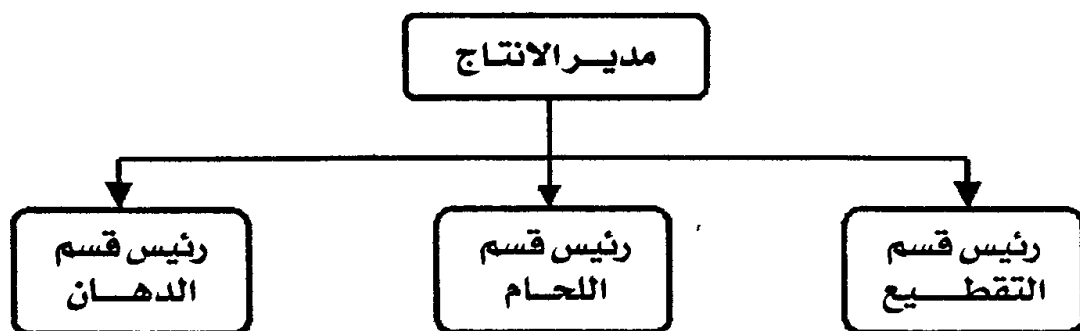 مدير الانتاج
رئيس قسم
التقطيع
رئيس قسم
اللحام
رئيس قسم
الدهان